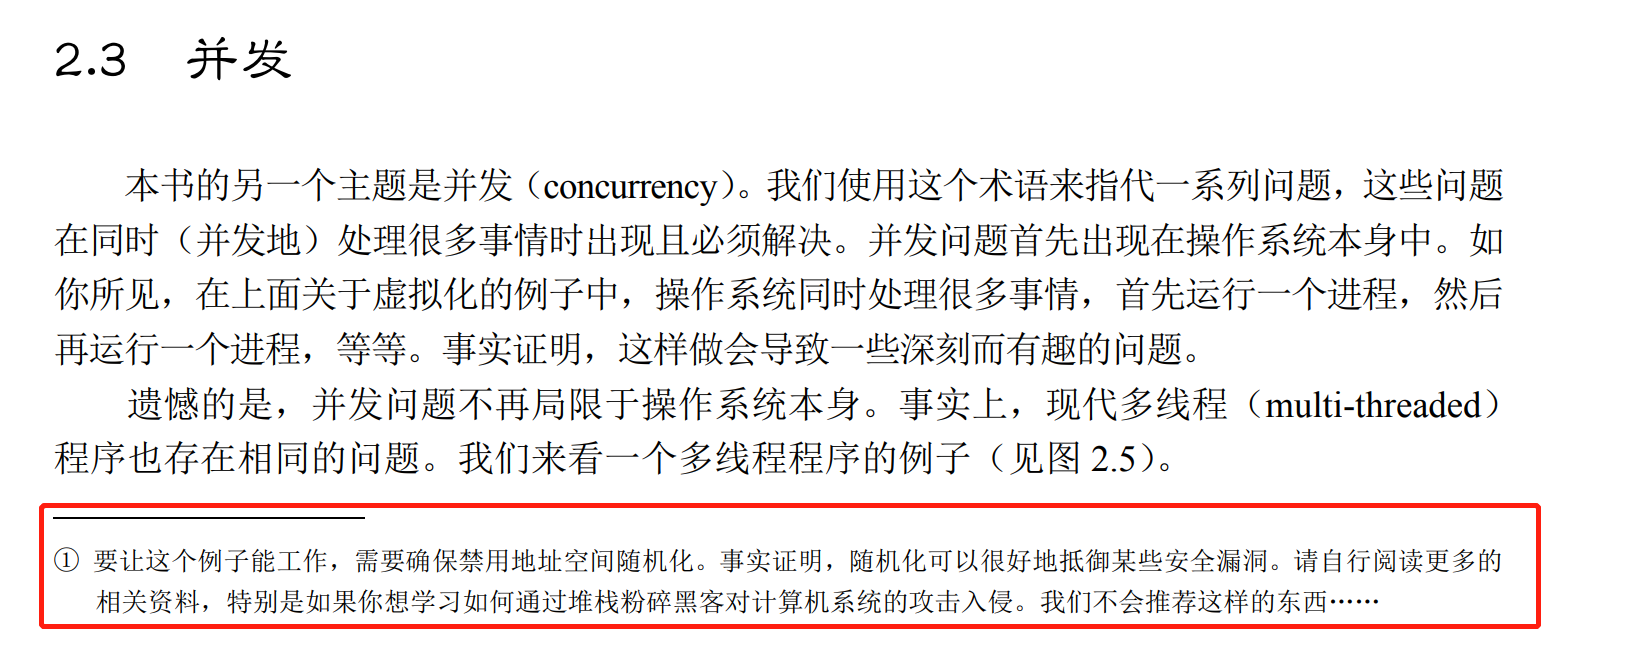 2.3 并发
本书的另一个主题是并发（concurrency）。我们使用这个术语来指代一系列问题，这些问题
在同时（并发地）处理很多事情时出现且必须解决。并发问题首先出现在操作系统本身中。如
你所见，在上面关于虚拟化的例子中，操作系统同时处理很多事情，首先运行一个进程，然后
再运行一个进程，等等。事实证明，这样做会导致一些深刻而有趣的问题。
遗憾的是，并发问题不再局限于操作系统本身。事实上，现代多线程（multi-threaded）
程序也存在相同的问题。我们来看一个多线程程序的例子（见图 2.5）。
① 要让这个例子能工作，需要确保禁用地址空间随机化。事实证明，随机化可以很好地抵御某些安全漏洞。请自行阅读更多的
相关资料，特别是如果你想学习如何通过堆栈粉碎黑客对计算机系统的攻击入侵。我们不会推荐这样的东西……